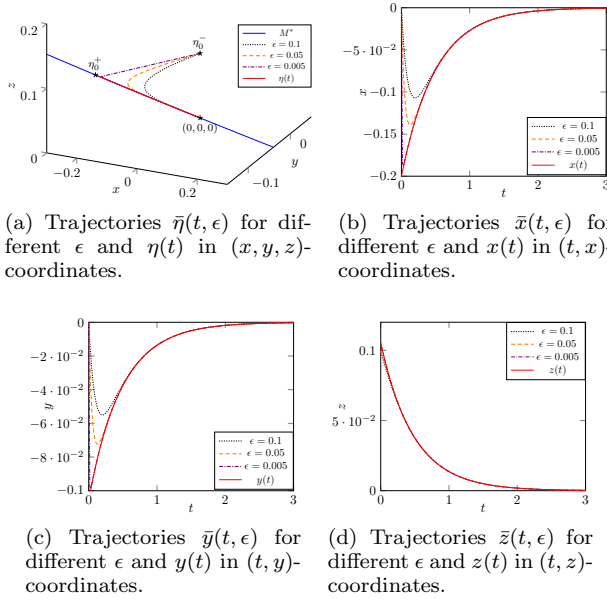 0.2
0.1
0
z
η₀⁺
η₀⁻
M*
ϵ = 0.1
ϵ = 0.05
ϵ = 0.005
η(t)
(0, 0, 0)
−0.2
0
0.2
x
−0.1
0
y
(a) Trajectories η̄(t, ϵ) for dif-
ferent ϵ and η(t) in (x, y, z)-
coordinates.
0
−5 · 10⁻²
−0.1
−0.15
−0.2
x
ϵ = 0.1
ϵ = 0.05
ϵ = 0.005
x(t)
0 1 2 3
t
(b) Trajectories x̄(t, ϵ) for
different ϵ and x(t) in (t, x)-
coordinates.
0
−2 · 10⁻²
−4 · 10⁻²
−6 · 10⁻²
−8 · 10⁻²
−0.1
y
ϵ = 0.1
ϵ = 0.05
ϵ = 0.005
y(t)
0 1 2 3
t
(c) Trajectories ȳ(t, ϵ) for
different ϵ and y(t) in (t, y)-
coordinates.
0.1
5 · 10⁻²
0
z
ϵ = 0.1
ϵ = 0.05
ϵ = 0.005
z(t)
0 1 2 3
t
(d) Trajectories z̄(t, ϵ) for
different ϵ and z(t) in (t, z)-
coordinates.